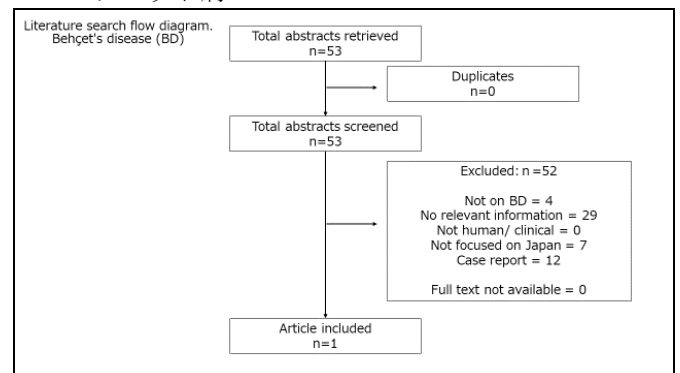 Literature search flow diagram.
Behçet's disease (BD)
Total abstracts retrieved
n=53
Duplicates
n=0
Total abstracts screened
n=53
Excluded: n =52
Not on BD = 4
No relevant information = 29
Not human/ clinical = 0
Not focused on Japan = 7
Case report = 12
Full text not available = 0
Article included
n=1